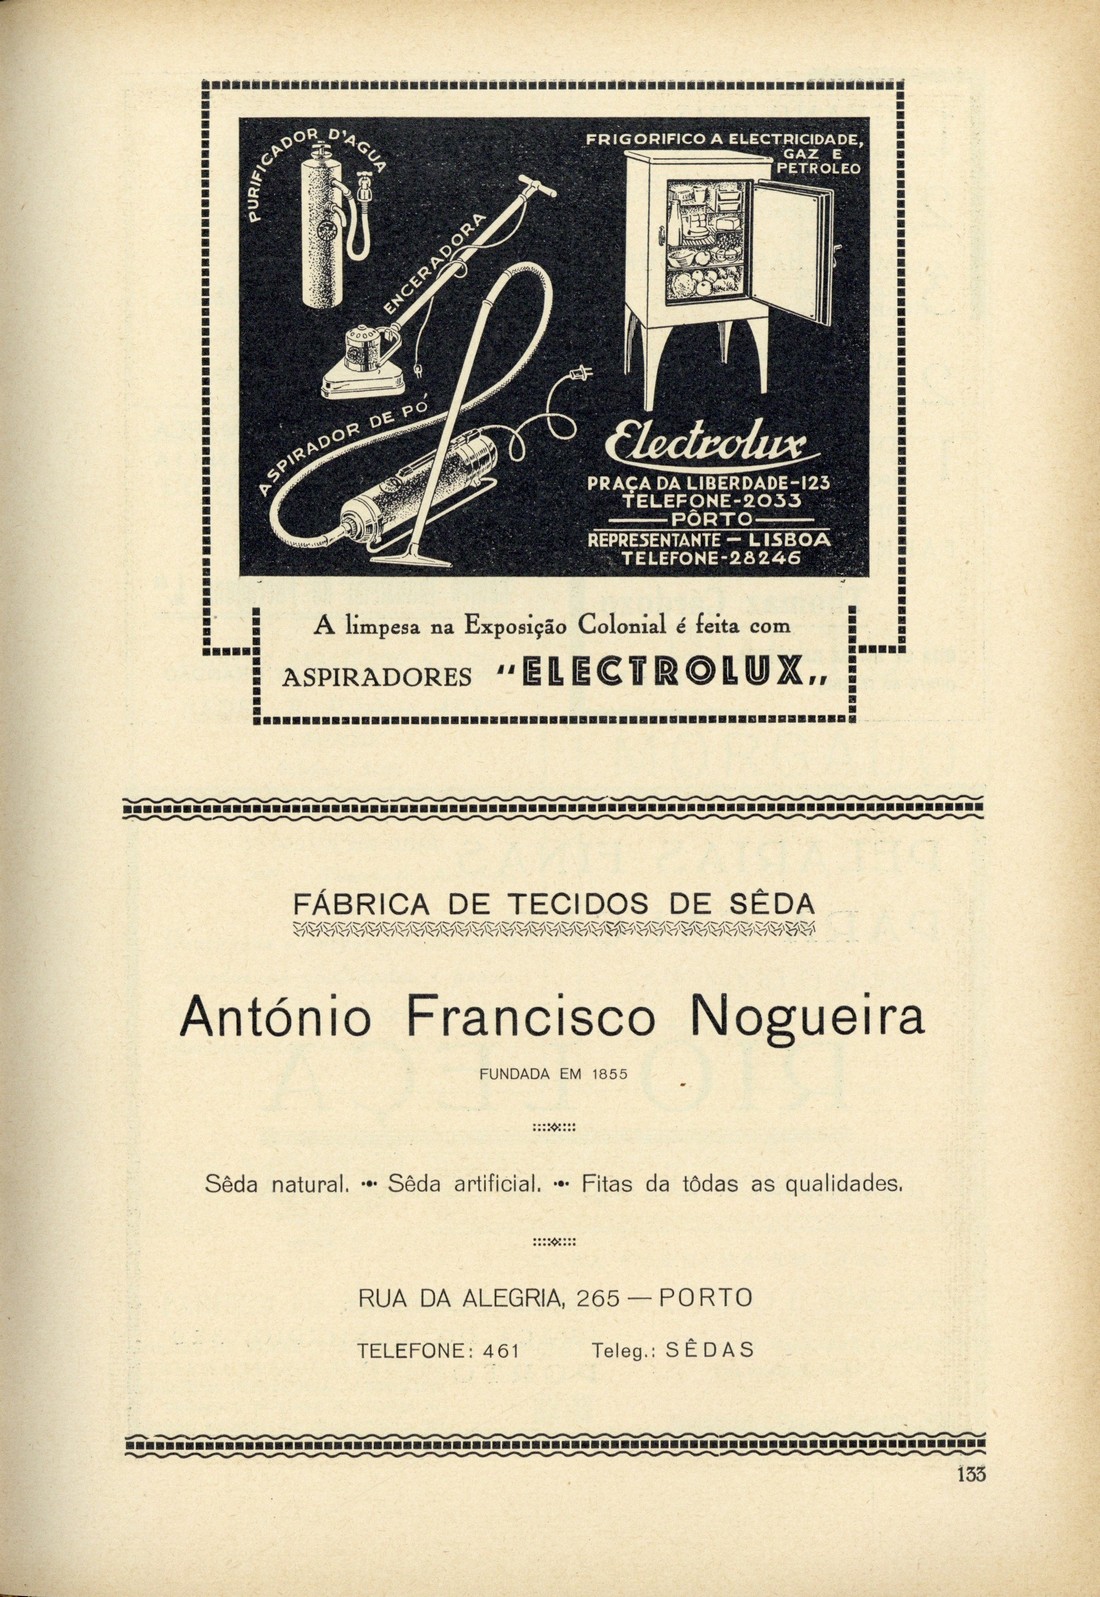 PURIFICADOR D'AGUA
FRIGORIFICO A ELECTRICIDADE,
GAZ E
PETROLEO
ENCERADORA
ASPIRADOR DE PÓ
Electrolux
PRAÇA DA LIBERDADE-123
TELEFONE-2033
PÔRTO
REPRESENTANTE - LISBOA
TELEFONE-28246
A limpesa na Exposição Colonial é feita com
ASPIRADORES "ELECTROLUX„
FÁBRICA DE TECIDOS DE SÊDA
António Francisco Nogueira
FUNDADA EM 1855
Sêda natural. Sêda artificial. Fitas da tôdas as qualidades.
RUA DA ALEGRIA, 265 — PORTO
TELEFONE: 461 Teleg.: SÊDAS
133